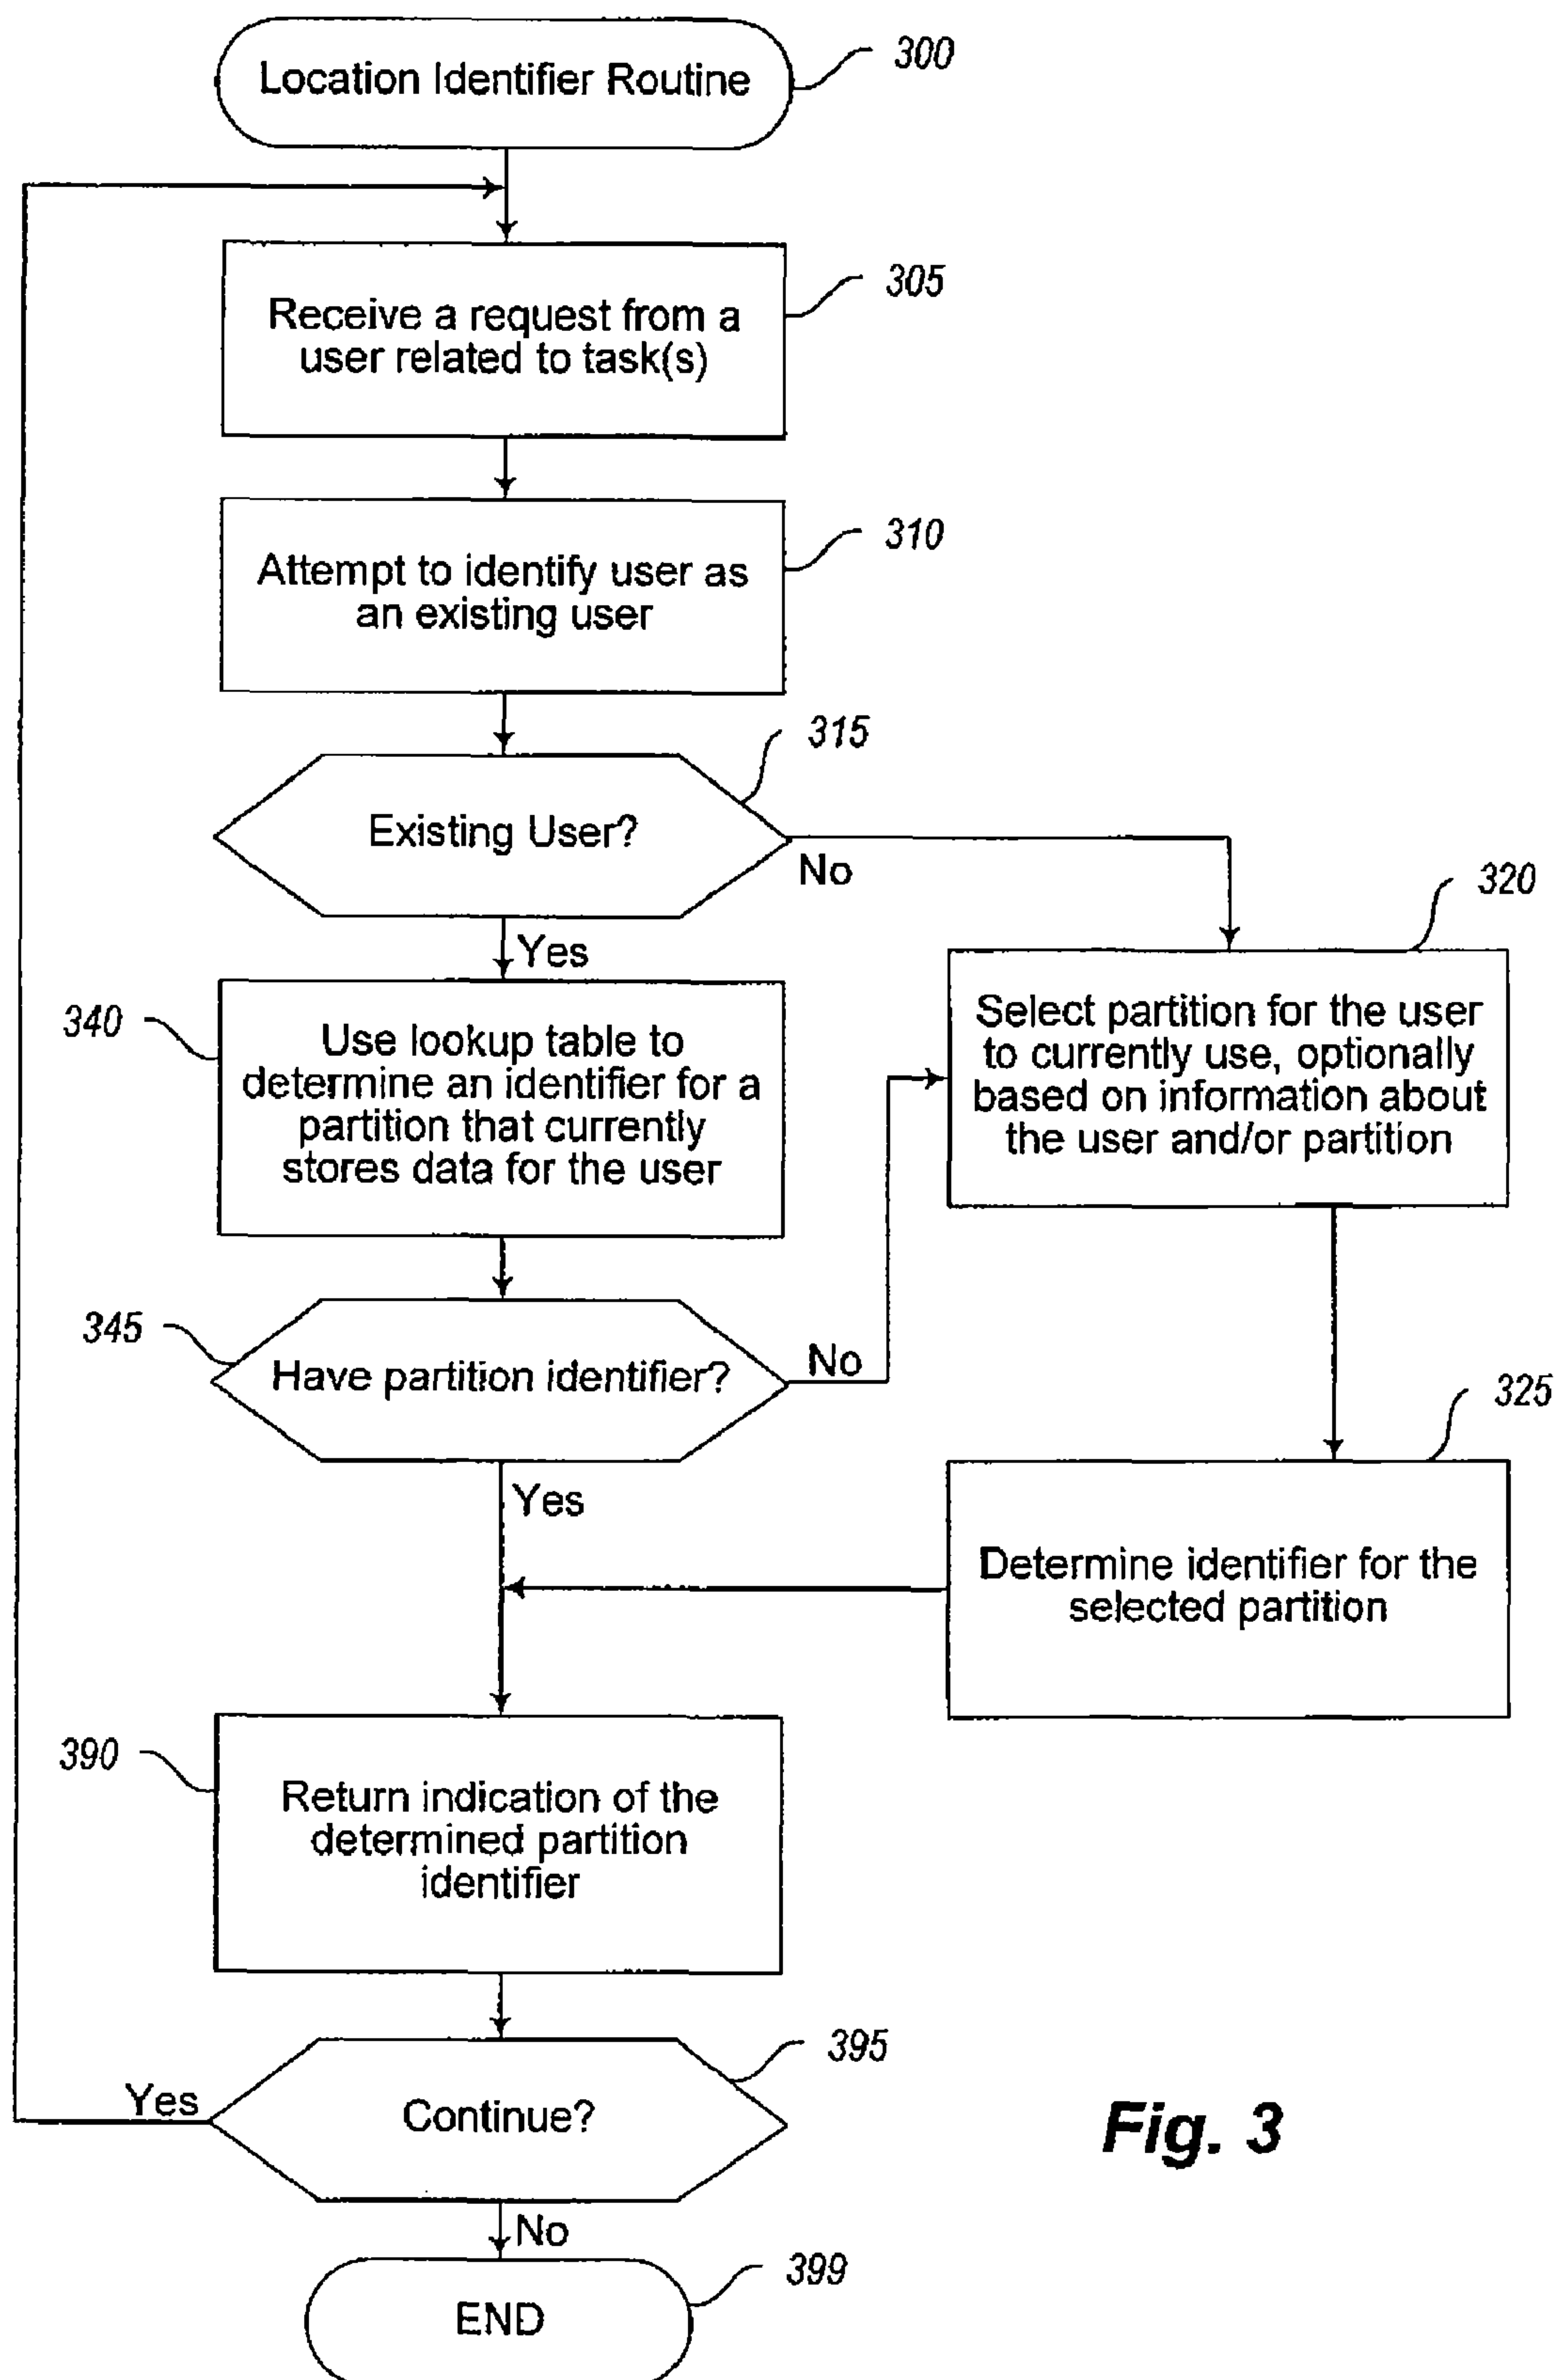 Location Identifier Routine
300
Receive a request from a
user related to task(s)
305
Attempt to identify user as
an existing user
310
315
Existing User?
No
Yes
320
Select partition for the user
to currently use, optionally
based on information about
the user and/or partition
340
Use lookup table to
determine an identifier for a
partition that currently
stores data for the user
345
Have partition identifier?
No
Yes
325
Determine identifier for the
selected partition
390
Return indication of the
determined partition
identifier
395
Continue?
Yes
No
399
END
Fig. 3